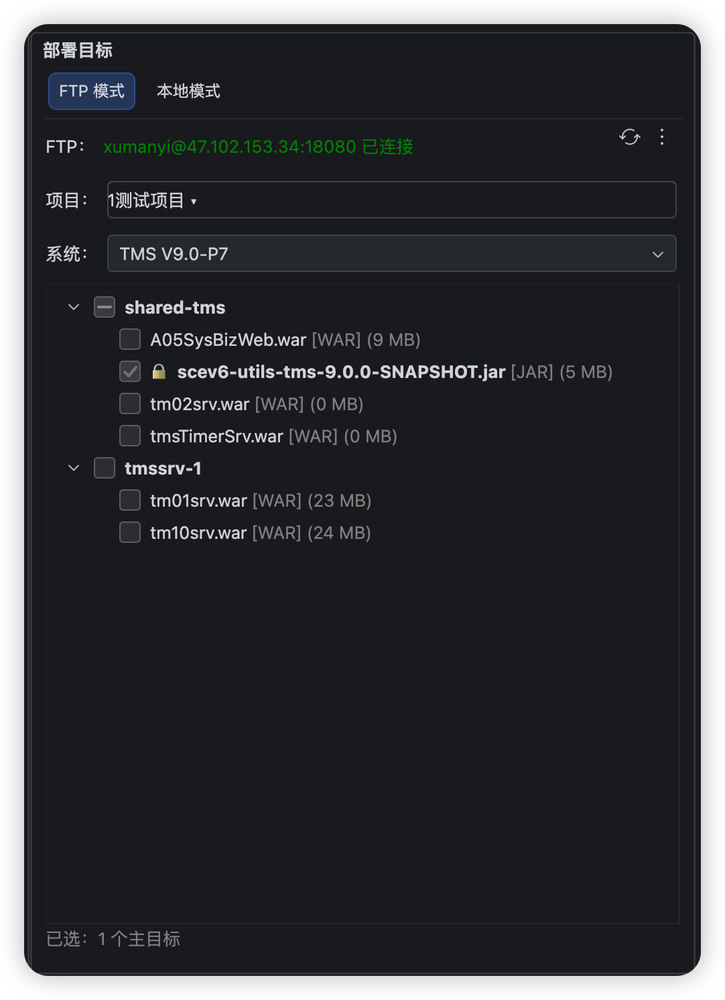 部署目标
FTP 模式 本地模式
FTP： xumanyi@47.102.153.34:18080 已连接
项目： 1测试项目 ▾
系统： TMS V9.0-P7
shared-tms
A05SysBizWeb.war [WAR] (9 MB)
scev6-utils-tms-9.0.0-SNAPSHOT.jar [JAR] (5 MB)
tm02srv.war [WAR] (0 MB)
tmsTimerSrv.war [WAR] (0 MB)
tmssrv-1
tm01srv.war [WAR] (23 MB)
tm10srv.war [WAR] (24 MB)
已选： 1 个主目标